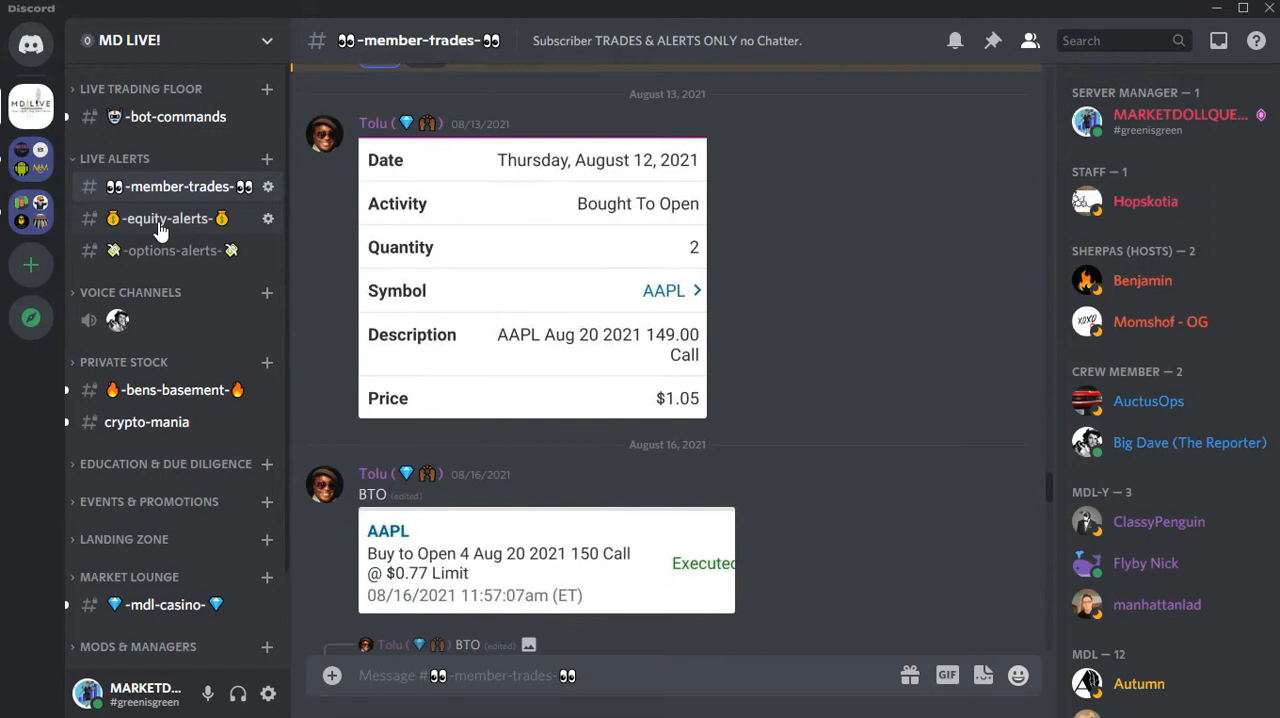 Discord
MD LIVE!
# 👀-member-trades-👀
Subscriber TRADES & ALERTS ONLY no Chatter.
Search
MD LIVE
LIVE TRADING FLOOR
-bot-commands
LIVE ALERTS
👀-member-trades-👀
💰-equity-alerts-💰
💸-options-alerts-💸
VOICE CHANNELS
PRIVATE STOCK
🔥-bens-basement-🔥
crypto-mania
EDUCATION & DUE DILIGENCE
EVENTS & PROMOTIONS
LANDING ZONE
MARKET LOUNGE
💎-mdl-casino-💎
MODS & MANAGERS
MARKETD...
#greenisgreen
August 13, 2021
Tolu (💎🙌) 08/13/2021
Date Thursday, August 12, 2021
Activity Bought To Open
Quantity 2
Symbol AAPL >
Description AAPL Aug 20 2021 149.00
Call
Price $1.05
August 16, 2021
Tolu (💎🙌) 08/16/2021
BTO (edited)
AAPL
Buy to Open 4 Aug 20 2021 150 Call
@ $0.77 Limit
Executed
08/16/2021 11:57:07am (ET)
Tolu (💎🙌) BTO (edited)
Message #👀-member-trades-👀
GIF
SERVER MANAGER — 1
MARKETDOLLQUE...
#greenisgreen
STAFF — 1
Hopskotia
SHERPAS (HOSTS) — 2
Benjamin
XOXO
Momshof - OG
CREW MEMBER — 2
AuctusOps
Big Dave (The Reporter)
MDL-Y — 3
ClassyPenguin
Flyby Nick
manhattanlad
MDL — 12
Autumn